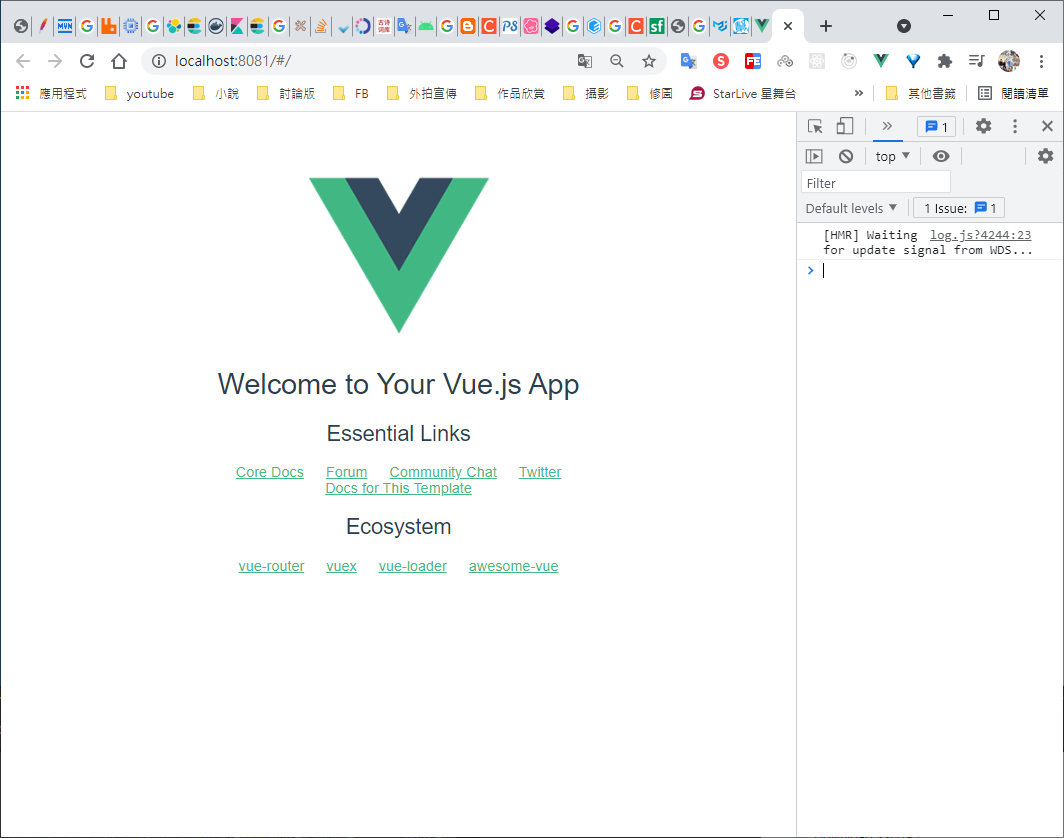 localhost:8081/#/
應用程式 youtube 小說 討論版 FB 外拍宣傳 作品欣賞 攝影 修圖 StarLive 星舞台 » 其他書籤 閱讀清單
» 1
top
Filter
Default levels 1 Issue: 1
[HMR] Waiting log.js?4244:23
for update signal from WDS...
Welcome to Your Vue.js App
Essential Links
Core Docs Forum Community Chat Twitter
Docs for This Template
Ecosystem
vue-router vuex vue-loader awesome-vue